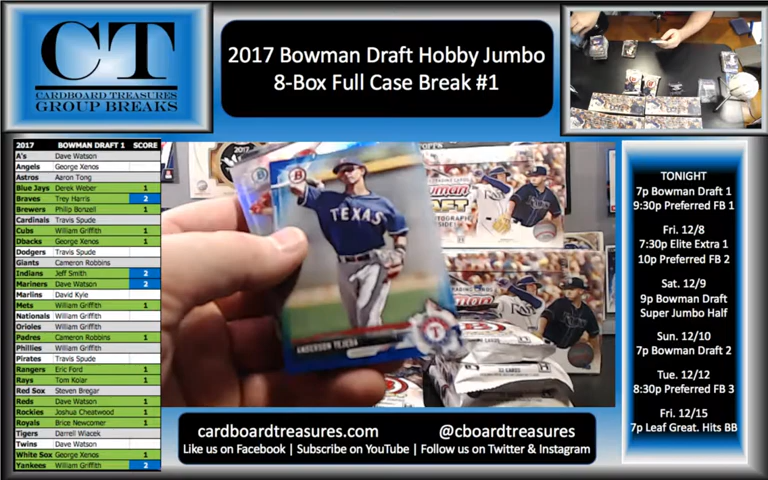 CT
CARDBOARD TREASURES
GROUP BREAKS
2017 Bowman Draft Hobby Jumbo
8-Box Full Case Break #1
2017 BOWMAN DRAFT 1 SCORE
A's Dave Watson
Angels George Xenos
Astros Aaron Tong
Blue Jays Derek Weber 1
Braves Trey Harris 2
Brewers Philip Bonzell 1
Cardinals Travis Spude
Cubs William Griffith 1
Dbacks George Xenos 1
Dodgers Travis Spude
Giants Cameron Robbins
Indians Jeff Smith 2
Mariners Dave Watson 2
Marlins David Kyle
Mets William Griffith 1
Nationals William Griffith
Orioles William Griffith
Padres Cameron Robbins 1
Phillies William Griffith
Pirates Travis Spude
Rangers Eric Ford 1
Rays Tom Kolar 1
Red Sox Steven Bregar
Reds Dave Watson 1
Rockies Joshua Cheatwood 1
Royals Brice Newcomer 1
Tigers Darrell Wiacek
Twins Dave Watson
White Sox George Xenos 1
Yankees William Griffith 2
2017
B
TEXAS
ANDERSON TEJEDA
T
Rays
TONIGHT
7p Bowman Draft 1
9:30p Preferred FB 1
Fri. 12/8
7:30p Elite Extra 1
10p Preferred FB 2
Sat. 12/9
9p Bowman Draft
Super Jumbo Half
Sun. 12/10
7p Bowman Draft 2
Tue. 12/12
8:30p Preferred FB 3
Fri. 12/15
7p Leaf Great. Hits BB
cardboardtreasures.com @cboardtreasures
Like us on Facebook | Subscribe on YouTube | Follow us on Twitter & Instagram